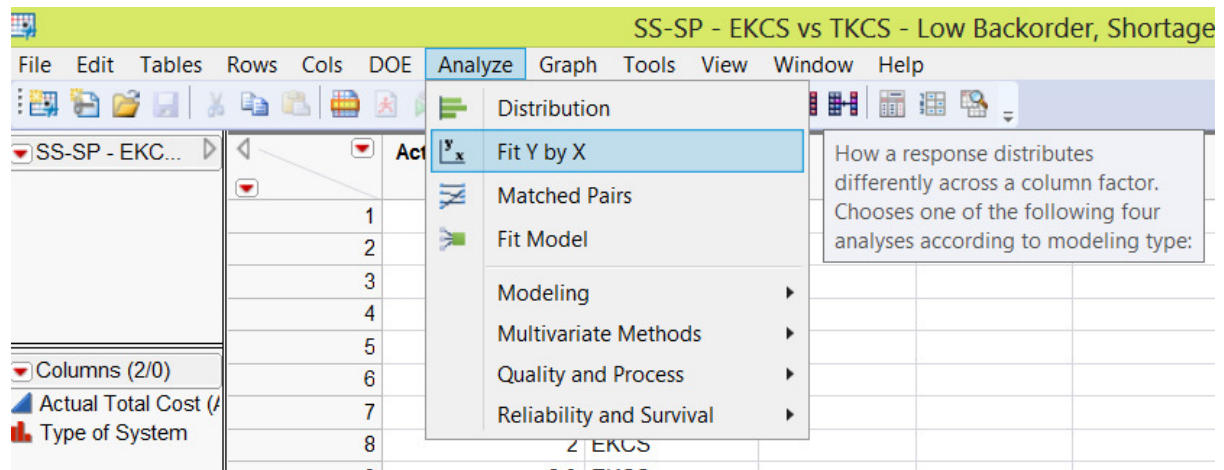 SS-SP - EKCS vs TKCS - Low Backorder, Shortage
File Edit Tables Rows Cols DOE Analyze Graph Tools View Window Help
SS-SP - EKC...
Act
Distribution
Fit Y by X
Matched Pairs
Fit Model
Modeling
Multivariate Methods
Quality and Process
Reliability and Survival
How a response distributes
differently across a column factor.
Chooses one of the following four
analyses according to modeling type:
1
2
3
4
5
6
7
8 2 EKCS
Columns (2/0)
Actual Total Cost (A
Type of System